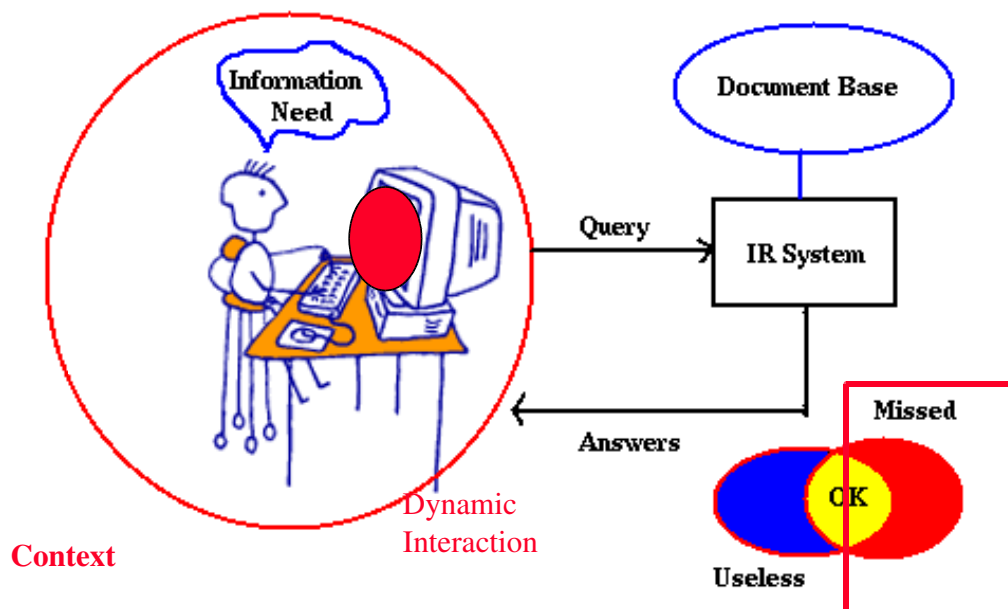 Information
Need
Document Base
Query
IR System
Answers
Missed
OK
Useless
Dynamic
Interaction
Context